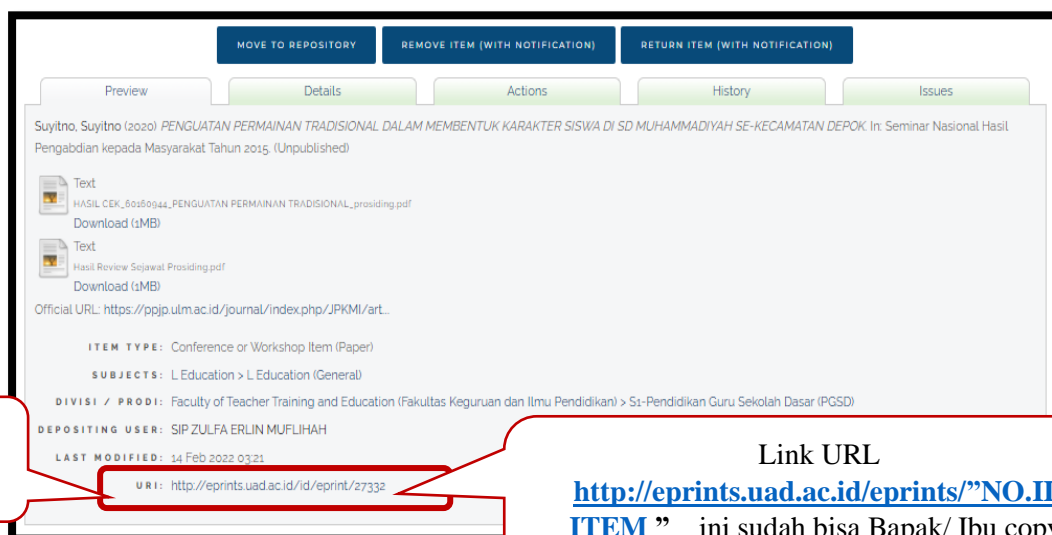 MOVE TO REPOSITORY REMOVE ITEM (WITH NOTIFICATION) RETURN ITEM (WITH NOTIFICATION)
Preview Details Actions History Issues
Suyitno, Suyitno (2020) PENGUATAN PERMAINAN TRADISIONAL DALAM MEMBENTUK KARAKTER SISWA DI SD MUHAMMADIYAH SE-KECAMATAN DEPOK. In: Seminar Nasional Hasil
Pengabdian kepada Masyarakat Tahun 2015. (Unpublished)
Text
HASIL CEK_60160944_PENGUATAN PERMAINAN TRADISIONAL_prosiding.pdf
Download (1MB)
Text
Hasil Review Sejawat Prosiding.pdf
Download (1MB)
Official URL: https://ppjp.ulm.ac.id/journal/index.php/JPKMI/art...
ITEM TYPE: Conference or Workshop Item (Paper)
SUBJECTS: L Education > L Education (General)
DIVISI / PRODI: Faculty of Teacher Training and Education (Fakultas Keguruan dan Ilmu Pendidikan) > S1-Pendidikan Guru Sekolah Dasar (PGSD)
DEPOSITING USER: SIP ZULFA ERLIN MUFLIHAH
LAST MODIFIED: 14 Feb 2022 03:21
URI: http://eprints.uad.ac.id/id/eprint/27332
Link URL
http://eprints.uad.ac.id/eprints/”NO.II
ITEM ” ini sudah bisa Bapak/ Ibu copy